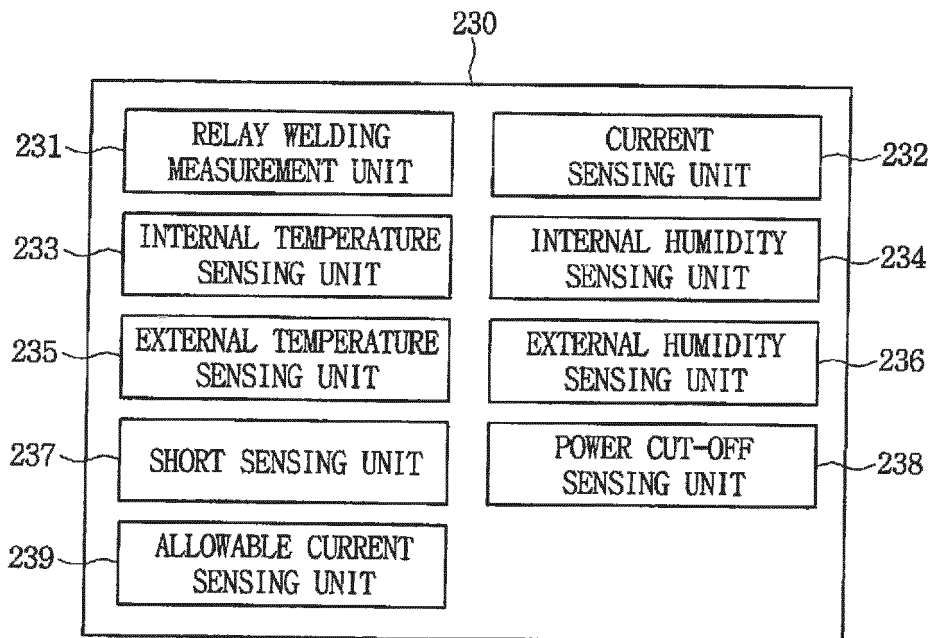 230
231
RELAY WELDING
MEASUREMENT UNIT
CURRENT
SENSING UNIT
232
233
INTERNAL TEMPERATURE
SENSING UNIT
INTERNAL HUMIDITY
SENSING UNIT
234
235
EXTERNAL TEMPERATURE
SENSING UNIT
EXTERNAL HUMIDITY
SENSING UNIT
236
237
SHORT SENSING UNIT
POWER CUT-OFF
SENSING UNIT
238
239
ALLOWABLE CURRENT
SENSING UNIT